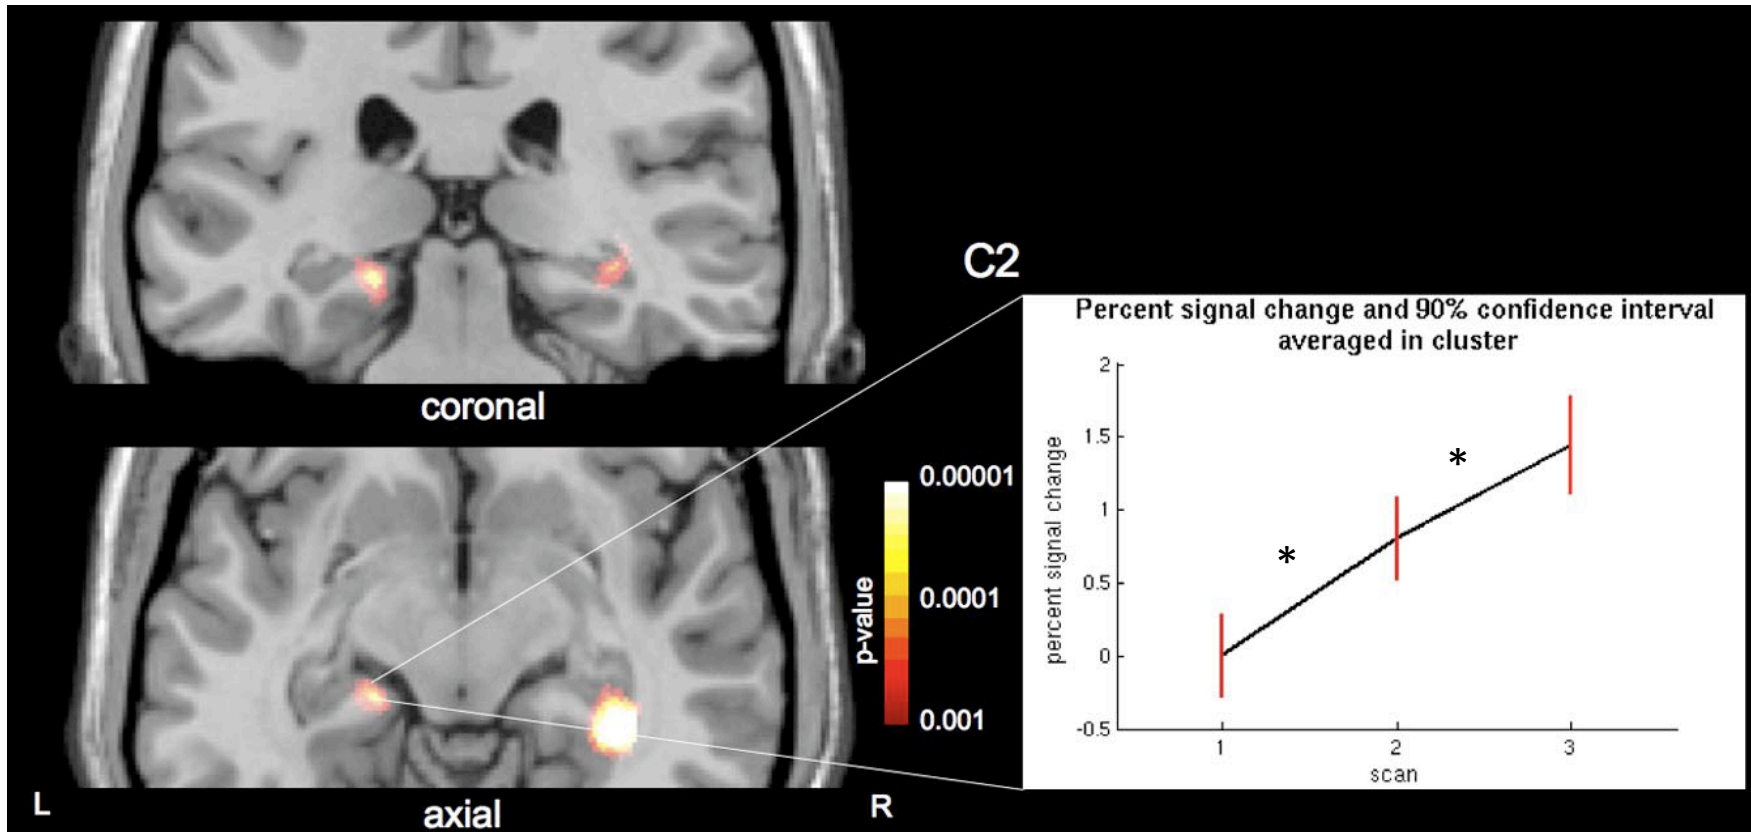 coronal
axial
L
R
p-value
0.00001
0.0001
0.001
C2
Percent signal change and 90% confidence interval
averaged in cluster
percent signal change
2
1.5
*
1
*
0.5
0
-0.5
1
2
3
scan